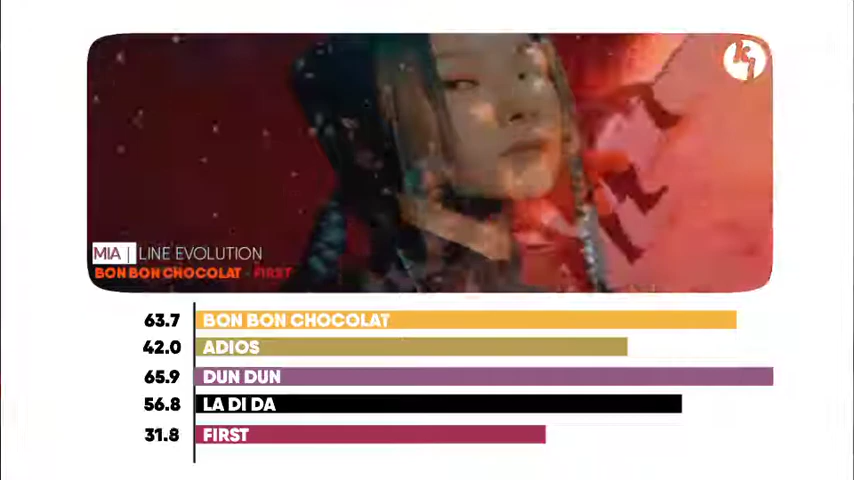 K
1
MIA | LINE EVOLUTION
BON BON CHOCOLAT - FIRST
63.7 BON BON CHOCOLAT
42.0 ADIOS
65.9 DUN DUN
56.8 LA DI DA
31.8 FIRST